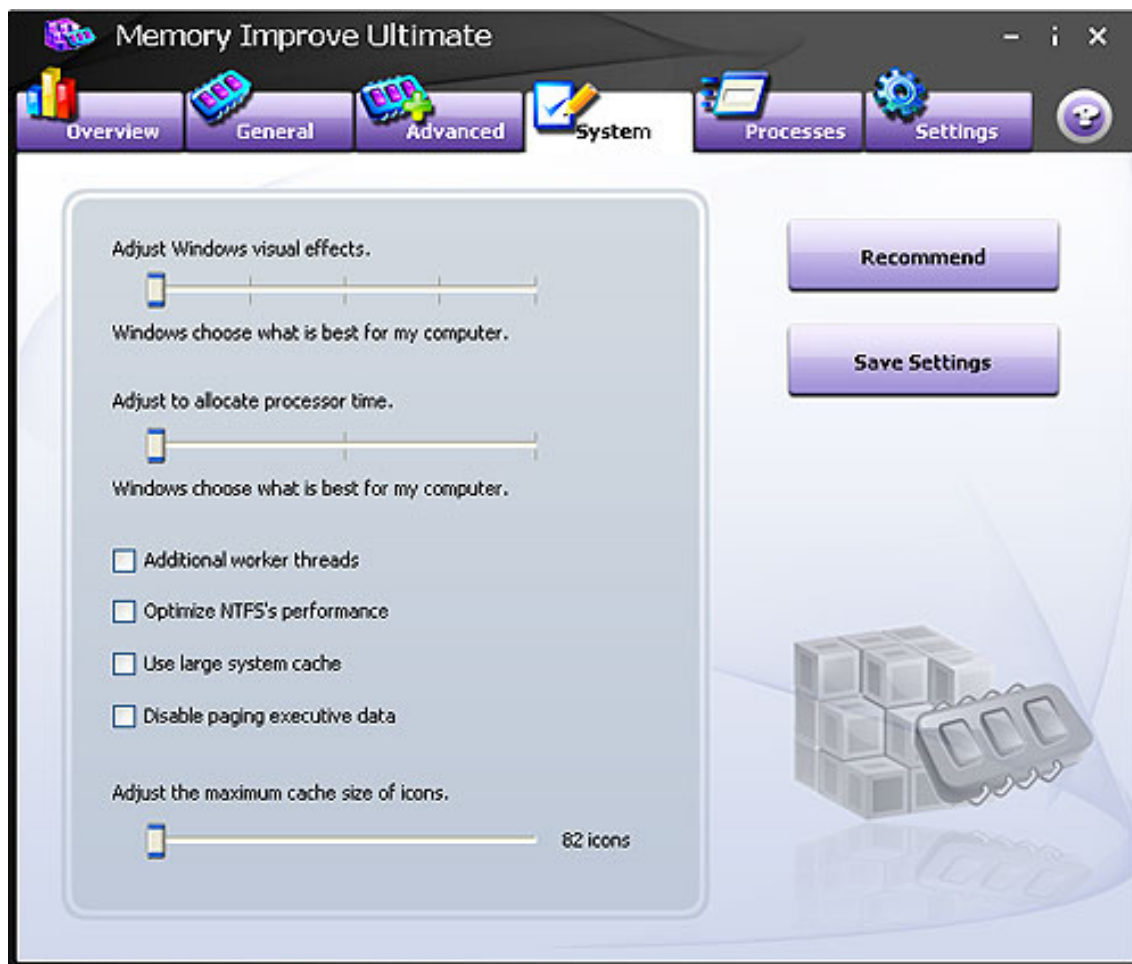 Memory Improve Ultimate
Overview General Advanced System Processes Settings
Adjust Windows visual effects.
Windows choose what is best for my computer.
Adjust to allocate processor time.
Windows choose what is best for my computer.
Additional worker threads
Optimize NTFS's performance
Use large system cache
Disable paging executive data
Adjust the maximum cache size of icons.
82 icons
Recommend
Save Settings